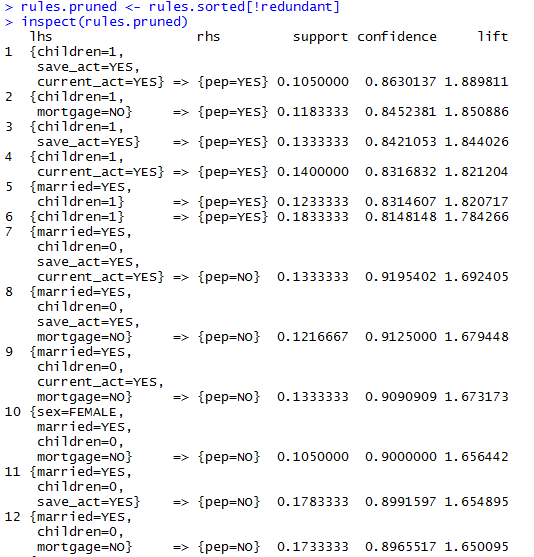 > rules.pruned <- rules.sorted[!redundant]
> inspect(rules.pruned)
lhs rhs support confidence lift
1 {children=1,
save_act=YES,
current_act=YES} => {pep=YES} 0.1050000 0.8630137 1.889811
2 {children=1,
mortgage=NO} => {pep=YES} 0.1183333 0.8452381 1.850886
3 {children=1,
save_act=YES} => {pep=YES} 0.1333333 0.8421053 1.844026
4 {children=1,
current_act=YES} => {pep=YES} 0.1400000 0.8316832 1.821204
5 {married=YES,
children=1} => {pep=YES} 0.1233333 0.8314607 1.820717
6 {children=1} => {pep=YES} 0.1833333 0.8148148 1.784266
7 {married=YES,
children=0,
save_act=YES,
current_act=YES} => {pep=NO} 0.1333333 0.9195402 1.692405
8 {married=YES,
children=0,
save_act=YES,
mortgage=NO} => {pep=NO} 0.1216667 0.9125000 1.679448
9 {married=YES,
children=0,
current_act=YES,
mortgage=NO} => {pep=NO} 0.1333333 0.9090909 1.673173
10 {sex=FEMALE,
married=YES,
children=0,
mortgage=NO} => {pep=NO} 0.1050000 0.9000000 1.656442
11 {married=YES,
children=0,
save_act=YES} => {pep=NO} 0.1783333 0.8991597 1.654895
12 {married=YES,
children=0,
mortgage=NO} => {pep=NO} 0.1733333 0.8965517 1.650095